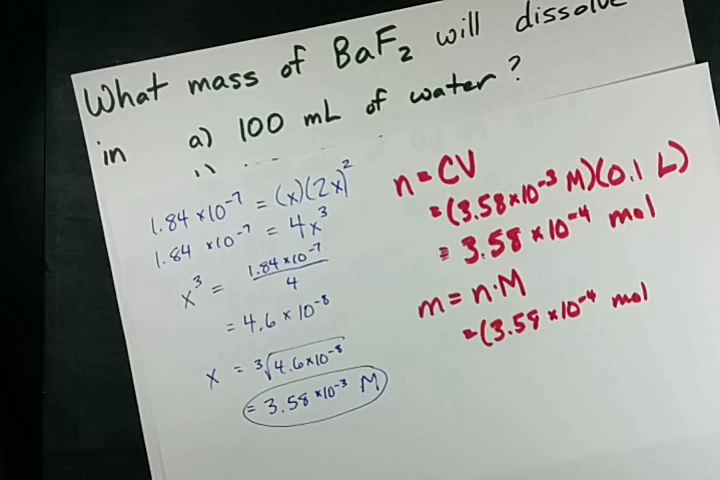 What mass of BaF₂ will dissolve
in a) 100 mL of water?
1.84 ×10⁻⁷ = (x)(2x)²
1.84 ×10⁻⁷ = 4x³
x³ = 1.84 ×10⁻⁷ / 4
= 4.6 × 10⁻⁸
x = ³√4.6×10⁻⁸
= 3.58 ×10⁻³ M
n = CV
= (3.58×10⁻³ M)(0.1 L)
= 3.58 ×10⁻⁴ mol
m = n·M
= (3.58 ×10⁻⁴ mol